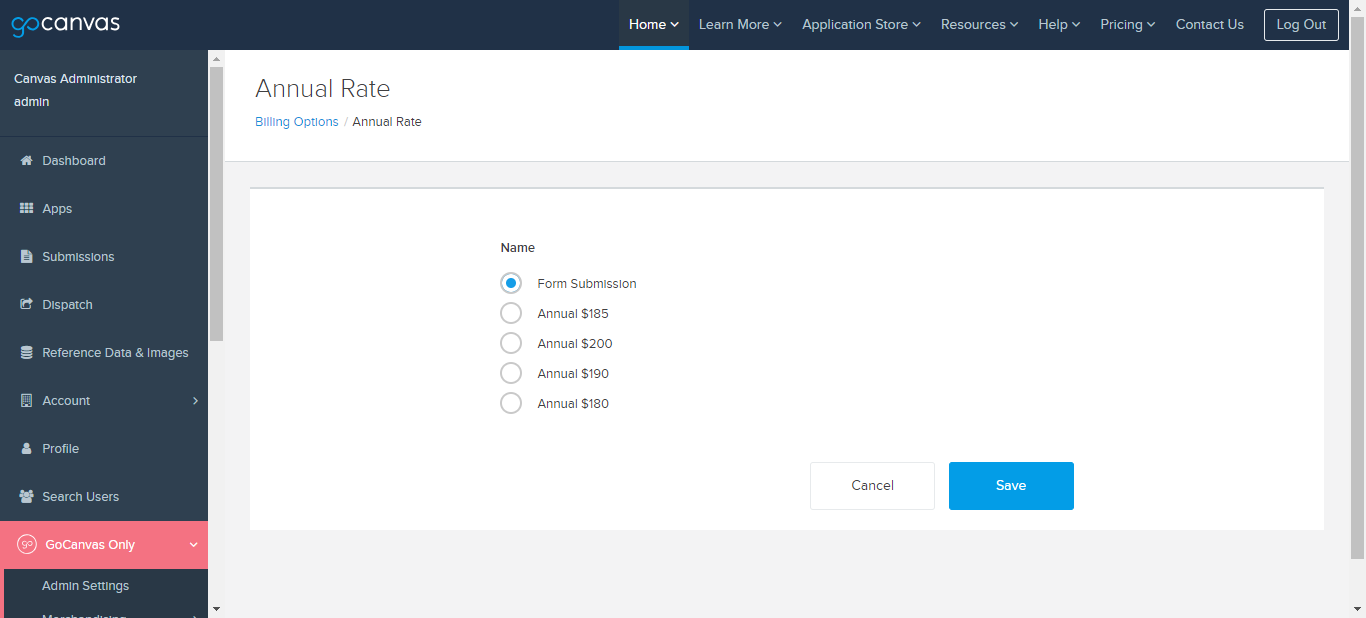 gocanvas
Home
Learn More
Application Store
Resources
Help
Pricing
Contact Us
Log Out
Canvas Administrator
admin
Dashboard
Apps
Submissions
Dispatch
Reference Data & Images
Account
Profile
Search Users
go GoCanvas Only
Admin Settings
Merchandising
Annual Rate
Billing Options / Annual Rate
Name
Form Submission
Annual $185
Annual $200
Annual $190
Annual $180
Cancel
Save